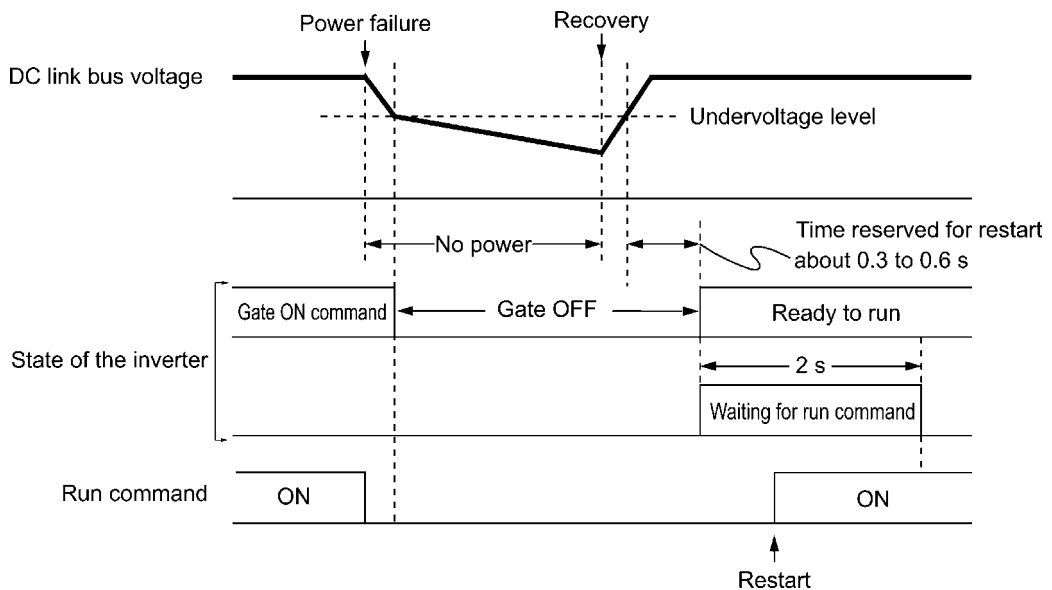 Power failure
Recovery
DC link bus voltage
Undervoltage level
No power
Time reserved for restart
about 0.3 to 0.6 s
Gate ON command
Gate OFF
Ready to run
State of the inverter
2 s
Waiting for run command
Run command
ON
ON
Restart